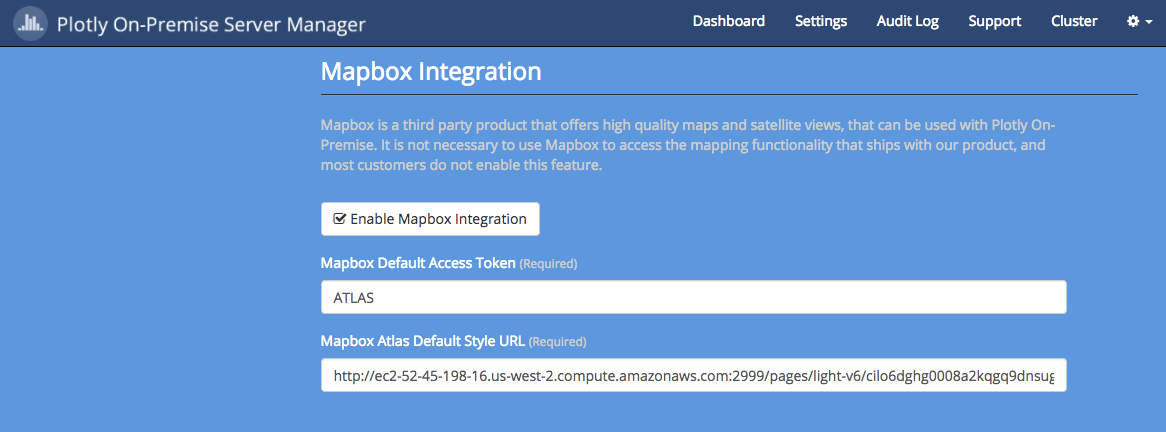 Plotly On-Premise Server Manager
Dashboard Settings Audit Log Support Cluster
Mapbox Integration
Mapbox is a third party product that offers high quality maps and satellite views, that can be used with Plotly On-
Premise. It is not necessary to use Mapbox to access the mapping functionality that ships with our product, and
most customers do not enable this feature.
Enable Mapbox Integration
Mapbox Default Access Token (Required)
ATLAS
Mapbox Atlas Default Style URL (Required)
http://ec2-52-45-198-16.us-west-2.compute.amazonaws.com:2999/pages/light-v6/cilo6dghg0008a2kqgq9dnsug